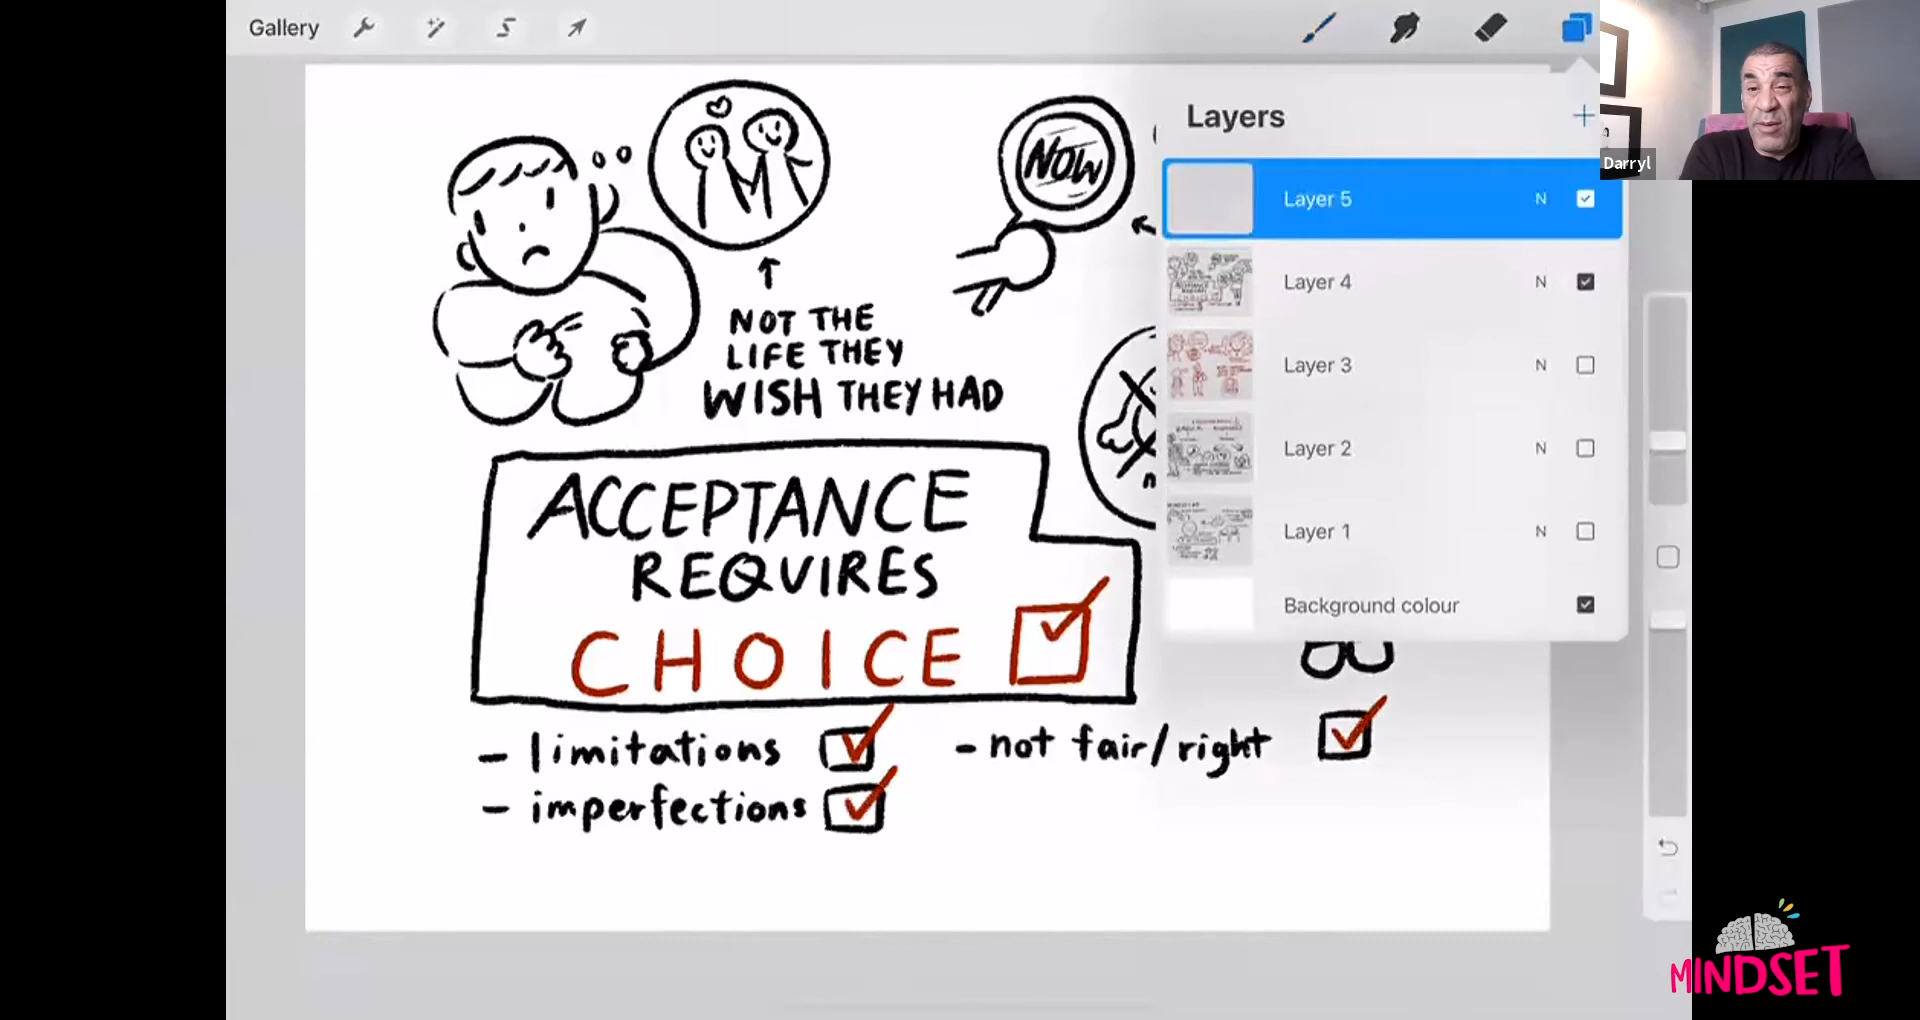 Gallery
Darryl
NOW
NOT THE
LIFE THEY
WISH THEY HAD
ACCEPTANCE
REQUIRES
CHOICE
- limitations
- imperfections
- not fair/right
Layers
Layer 5 N
Layer 4 N
Layer 3 N
Layer 2 N
Layer 1 N
Background colour
MINDSET